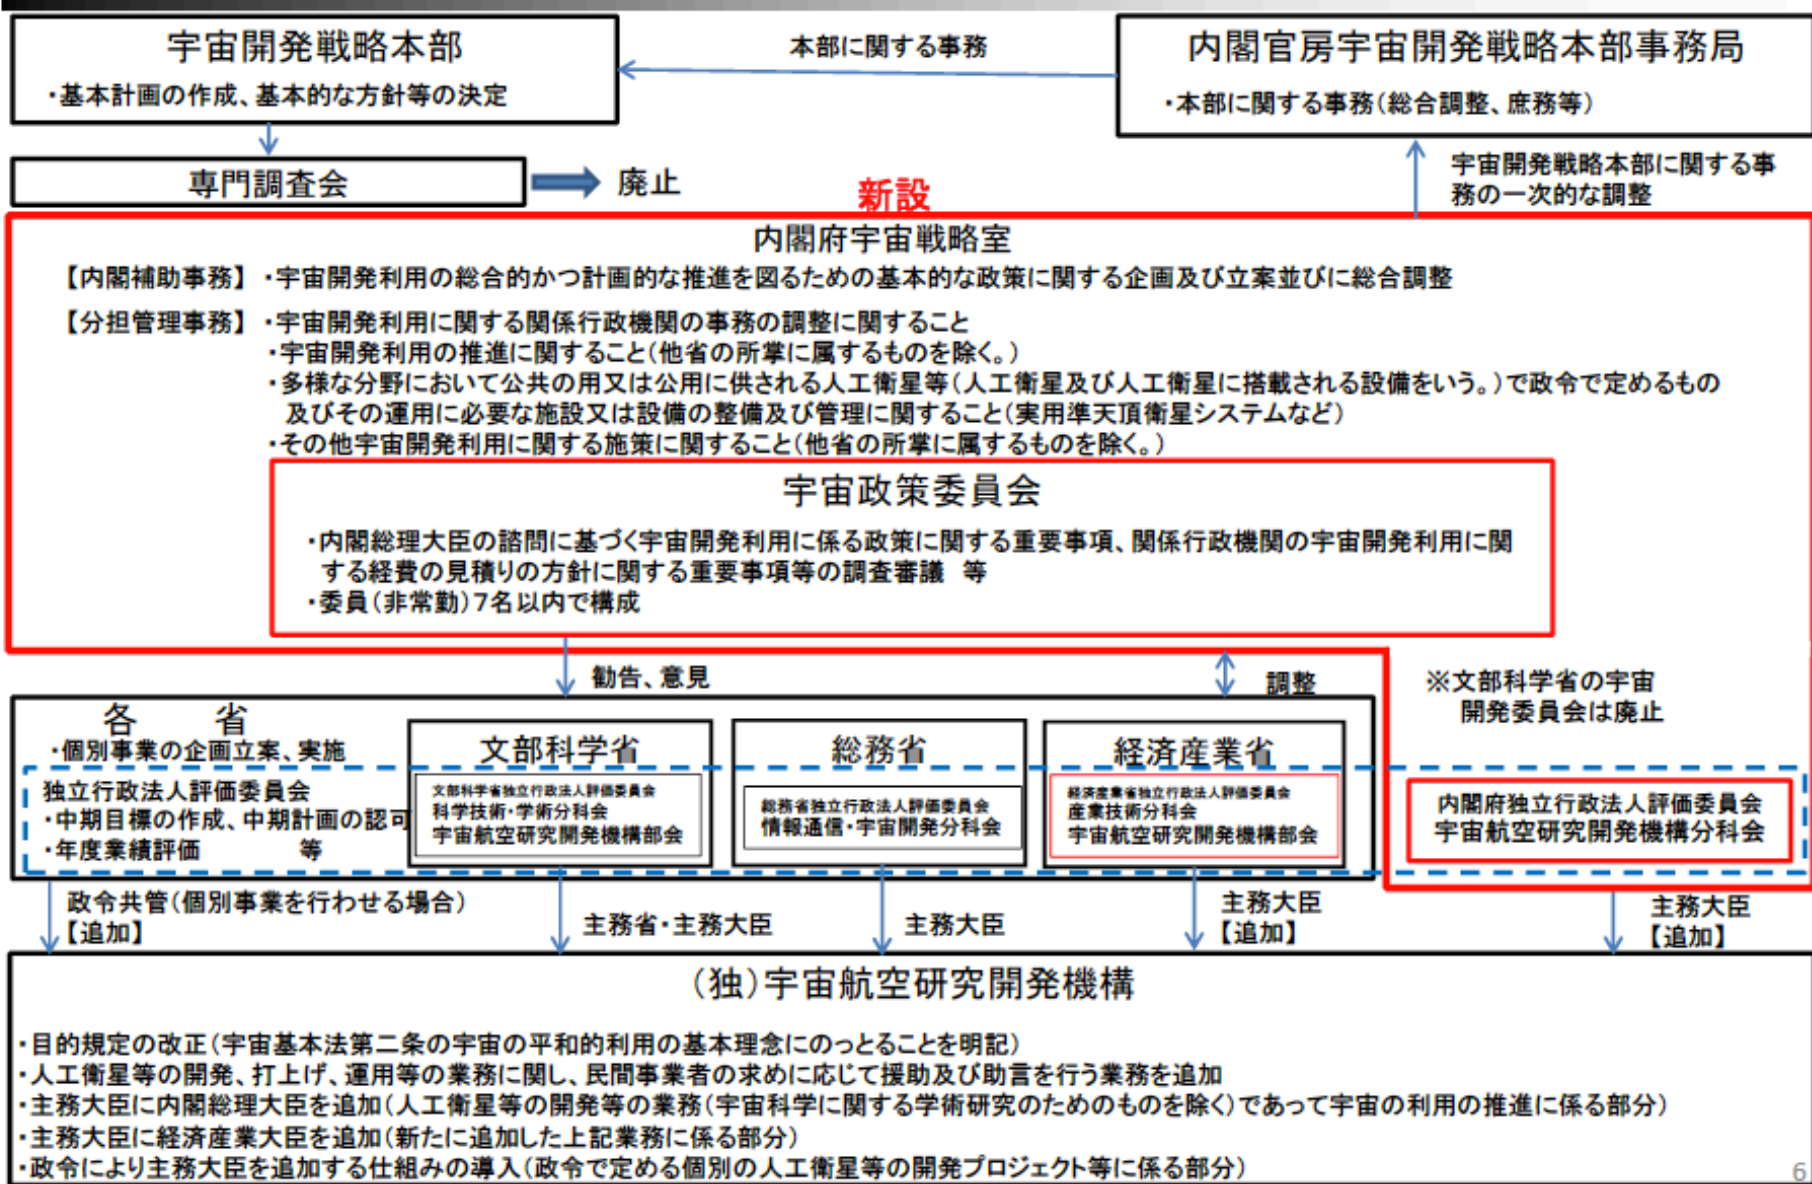 宇宙開発戦略本部
・基本計画の作成、基本的な方針等の決定
本部に関する事務
内閣官房宇宙開発戦略本部事務局
・本部に関する事務(総合調整、庶務等)
専門調査会
廃止
新設
宇宙開発戦略本部に関する事
務の一次的な調整
内閣府宇宙戦略室
【内閣補助事務】・宇宙開発利用の総合的かつ計画的な推進を図るための基本的な政策に関する企画及び立案並びに総合調整
【分担管理事務】・宇宙開発利用に関する関係行政機関の事務の調整に関すること
・宇宙開発利用の推進に関すること(他省の所掌に属するものを除く。)
・多様な分野において公共の用又は公用に供される人工衛星等(人工衛星及び人工衛星に搭載される設備をいう。)で政令で定めるもの
及びその運用に必要な施設又は設備の整備及び管理に関すること(実用準天頂衛星システムなど)
・その他宇宙開発利用に関する施策に関すること(他省の所掌に属するものを除く。)
宇宙政策委員会
・内閣総理大臣の諮問に基づく宇宙開発利用に係る政策に関する重要事項、関係行政機関の宇宙開発利用に関
する経費の見積りの方針に関する重要事項等の調査審議 等
・委員(非常勤)7名以内で構成
勧告、意見
調整
※文部科学省の宇宙
開発委員会は廃止
各 省
・個別事業の企画立案、実施
独立行政法人評価委員会
・中期目標の作成、中期計画の認可
・年度業績評価 等
文部科学省
文部科学省独立行政法人評価委員会
科学技術・学術分科会
宇宙航空研究開発機構部会
総務省
総務省独立行政法人評価委員会
情報通信・宇宙開発分科会
経済産業省
経済産業省独立行政法人評価委員会
産業技術分科会
宇宙航空研究開発機構部会
内閣府独立行政法人評価委員会
宇宙航空研究開発機構分科会
政令共管(個別事業を行わせる場合)
【追加】
主務省・主務大臣
主務大臣
主務大臣
【追加】
主務大臣
【追加】
(独)宇宙航空研究開発機構
・目的規定の改正(宇宙基本法第二条の宇宙の平和的利用の基本理念にのっとることを明記)
・人工衛星等の開発、打上げ、運用等の業務に関し、民間事業者の求めに応じて援助及び助言を行う業務を追加
・主務大臣に内閣総理大臣を追加(人工衛星等の開発等の業務(宇宙科学に関する学術研究のためのものを除く)であって宇宙の利用の推進に係る部分)
・主務大臣に経済産業大臣を追加(新たに追加した上記業務に係る部分)
・政令により主務大臣を追加する仕組みの導入(政令で定める個別の人工衛星等の開発プロジェクト等に係る部分)
6